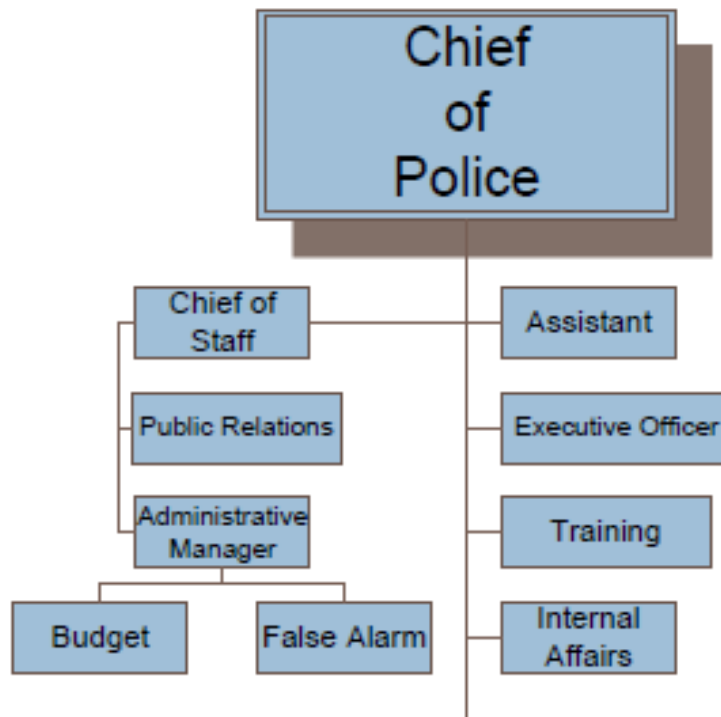 Chief
of
Police
Chief of
Staff
Assistant
Public Relations
Executive Officer
Administrative
Manager
Training
Budget
False Alarm
Internal
Affairs